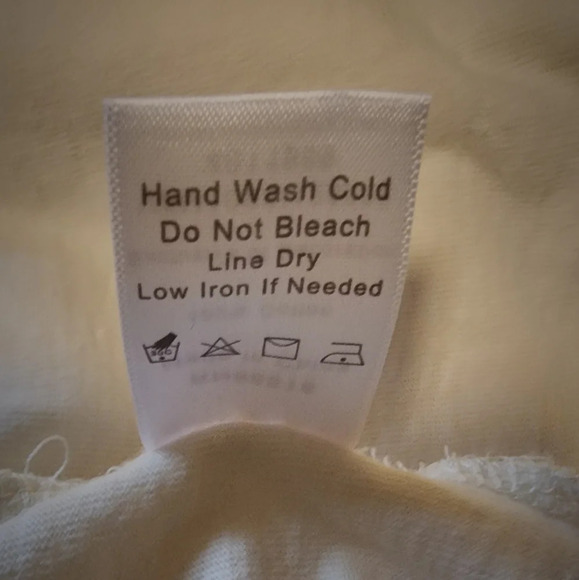 Hand Wash Cold
Do Not Bleach
Line Dry
Low Iron If Needed